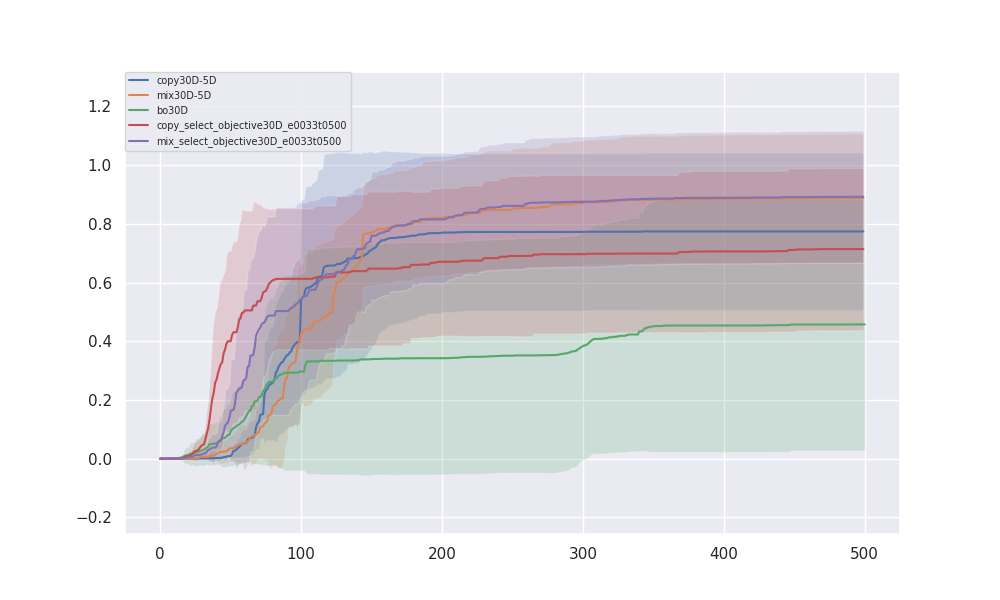 copy30D-5D
mix30D-5D
bo30D
copy_select_objective30D_e0033t0500
mix_select_objective30D_e0033t0500
1.2
1.0
0.8
0.6
0.4
0.2
0.0
−0.2
0 100 200 300 400 500